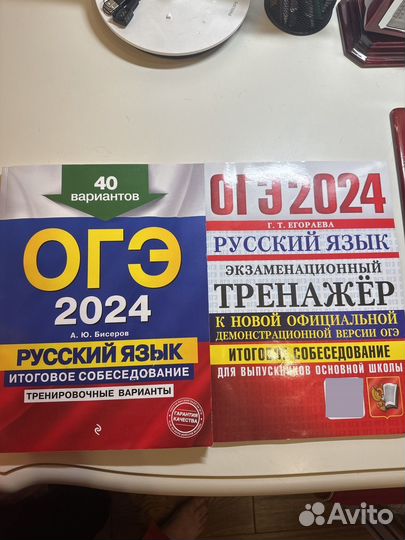 40
вариантов
ОГЭ
2024
А. Ю. Бисеров
РУССКИЙ ЯЗЫК
ИТОГОВОЕ СОБЕСЕДОВАНИЕ
ТРЕНИРОВОЧНЫЕ ВАРИАНТЫ
ГАРАНТИЯ
КАЧЕСТВА
ОГЭ 2024
Г. Т. ЕГОРАЕВА
РУССКИЙ ЯЗЫК
ЭКЗАМЕНАЦИОННЫЙ
ТРЕНАЖЁР
К НОВОЙ ОФИЦИАЛЬНОЙ
ДЕМОНСТРАЦИОННОЙ ВЕРСИИ ОГЭ
ИТОГОВОЕ СОБЕСЕДОВАНИЕ
ДЛЯ ВЫПУСКНИКОВ ОСНОВНОЙ ШКОЛЫ
Avito